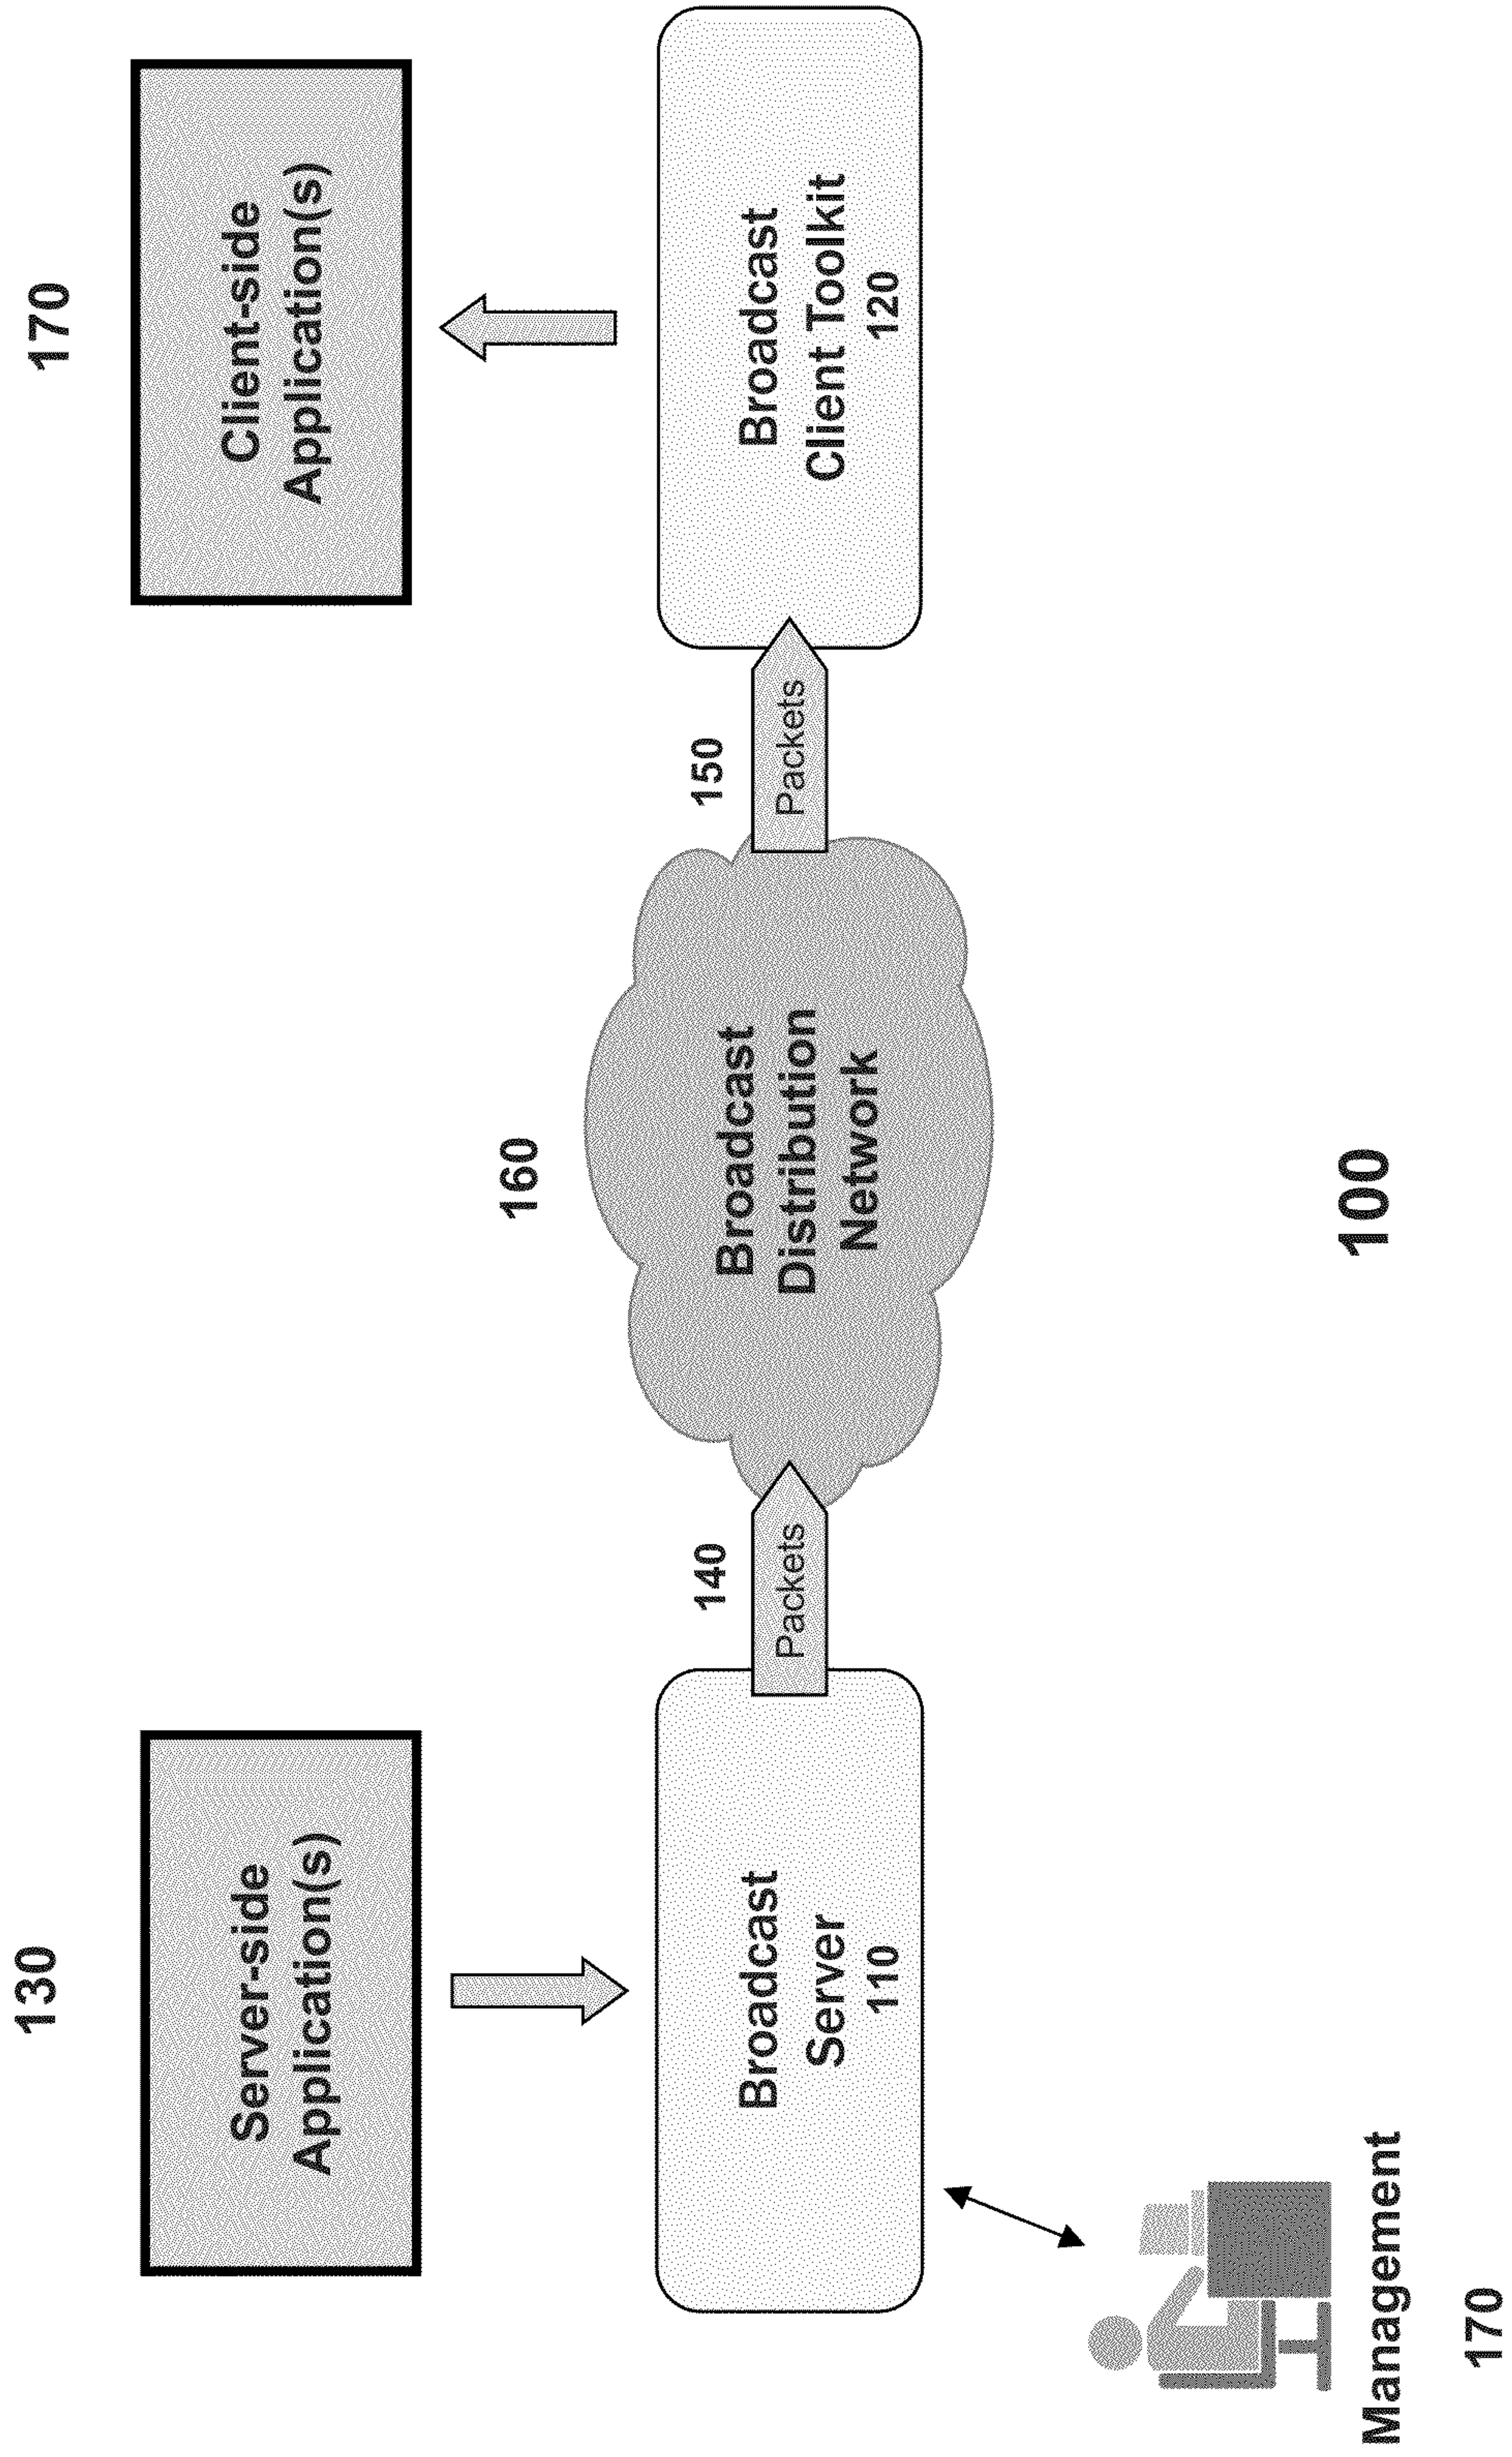 130
170
Server-side
Application(s)
Client-side
Application(s)
160
140
150
Broadcast
Server
110
Packets
Broadcast
Distribution
Network
Packets
Broadcast
Client Toolkit
120
Management
170
100